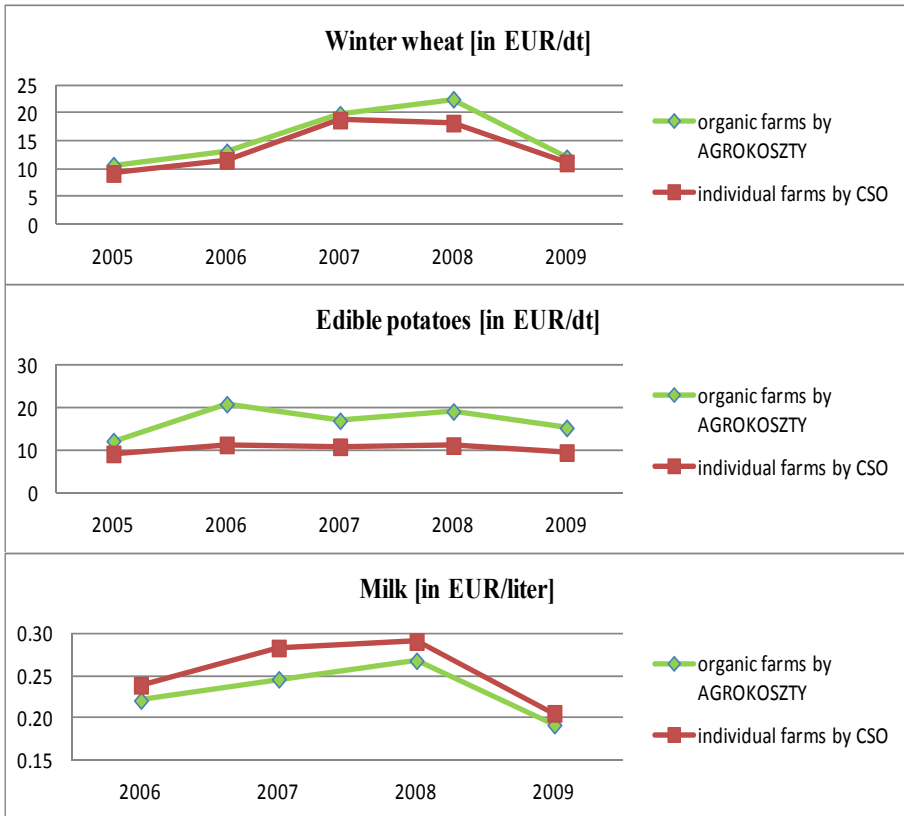 Winter wheat [in EUR/dt]
25
20
15
10
5
0
2005 2006 2007 2008 2009
organic farms by
AGROKOSZTY
individual farms by CSO
Edible potatoes [in EUR/dt]
30
20
10
0
2005 2006 2007 2008 2009
organic farms by
AGROKOSZTY
individual farms by CSO
Milk [in EUR/liter]
0.30
0.25
0.20
0.15
2006 2007 2008 2009
organic farms by
AGROKOSZTY
individual farms by CSO